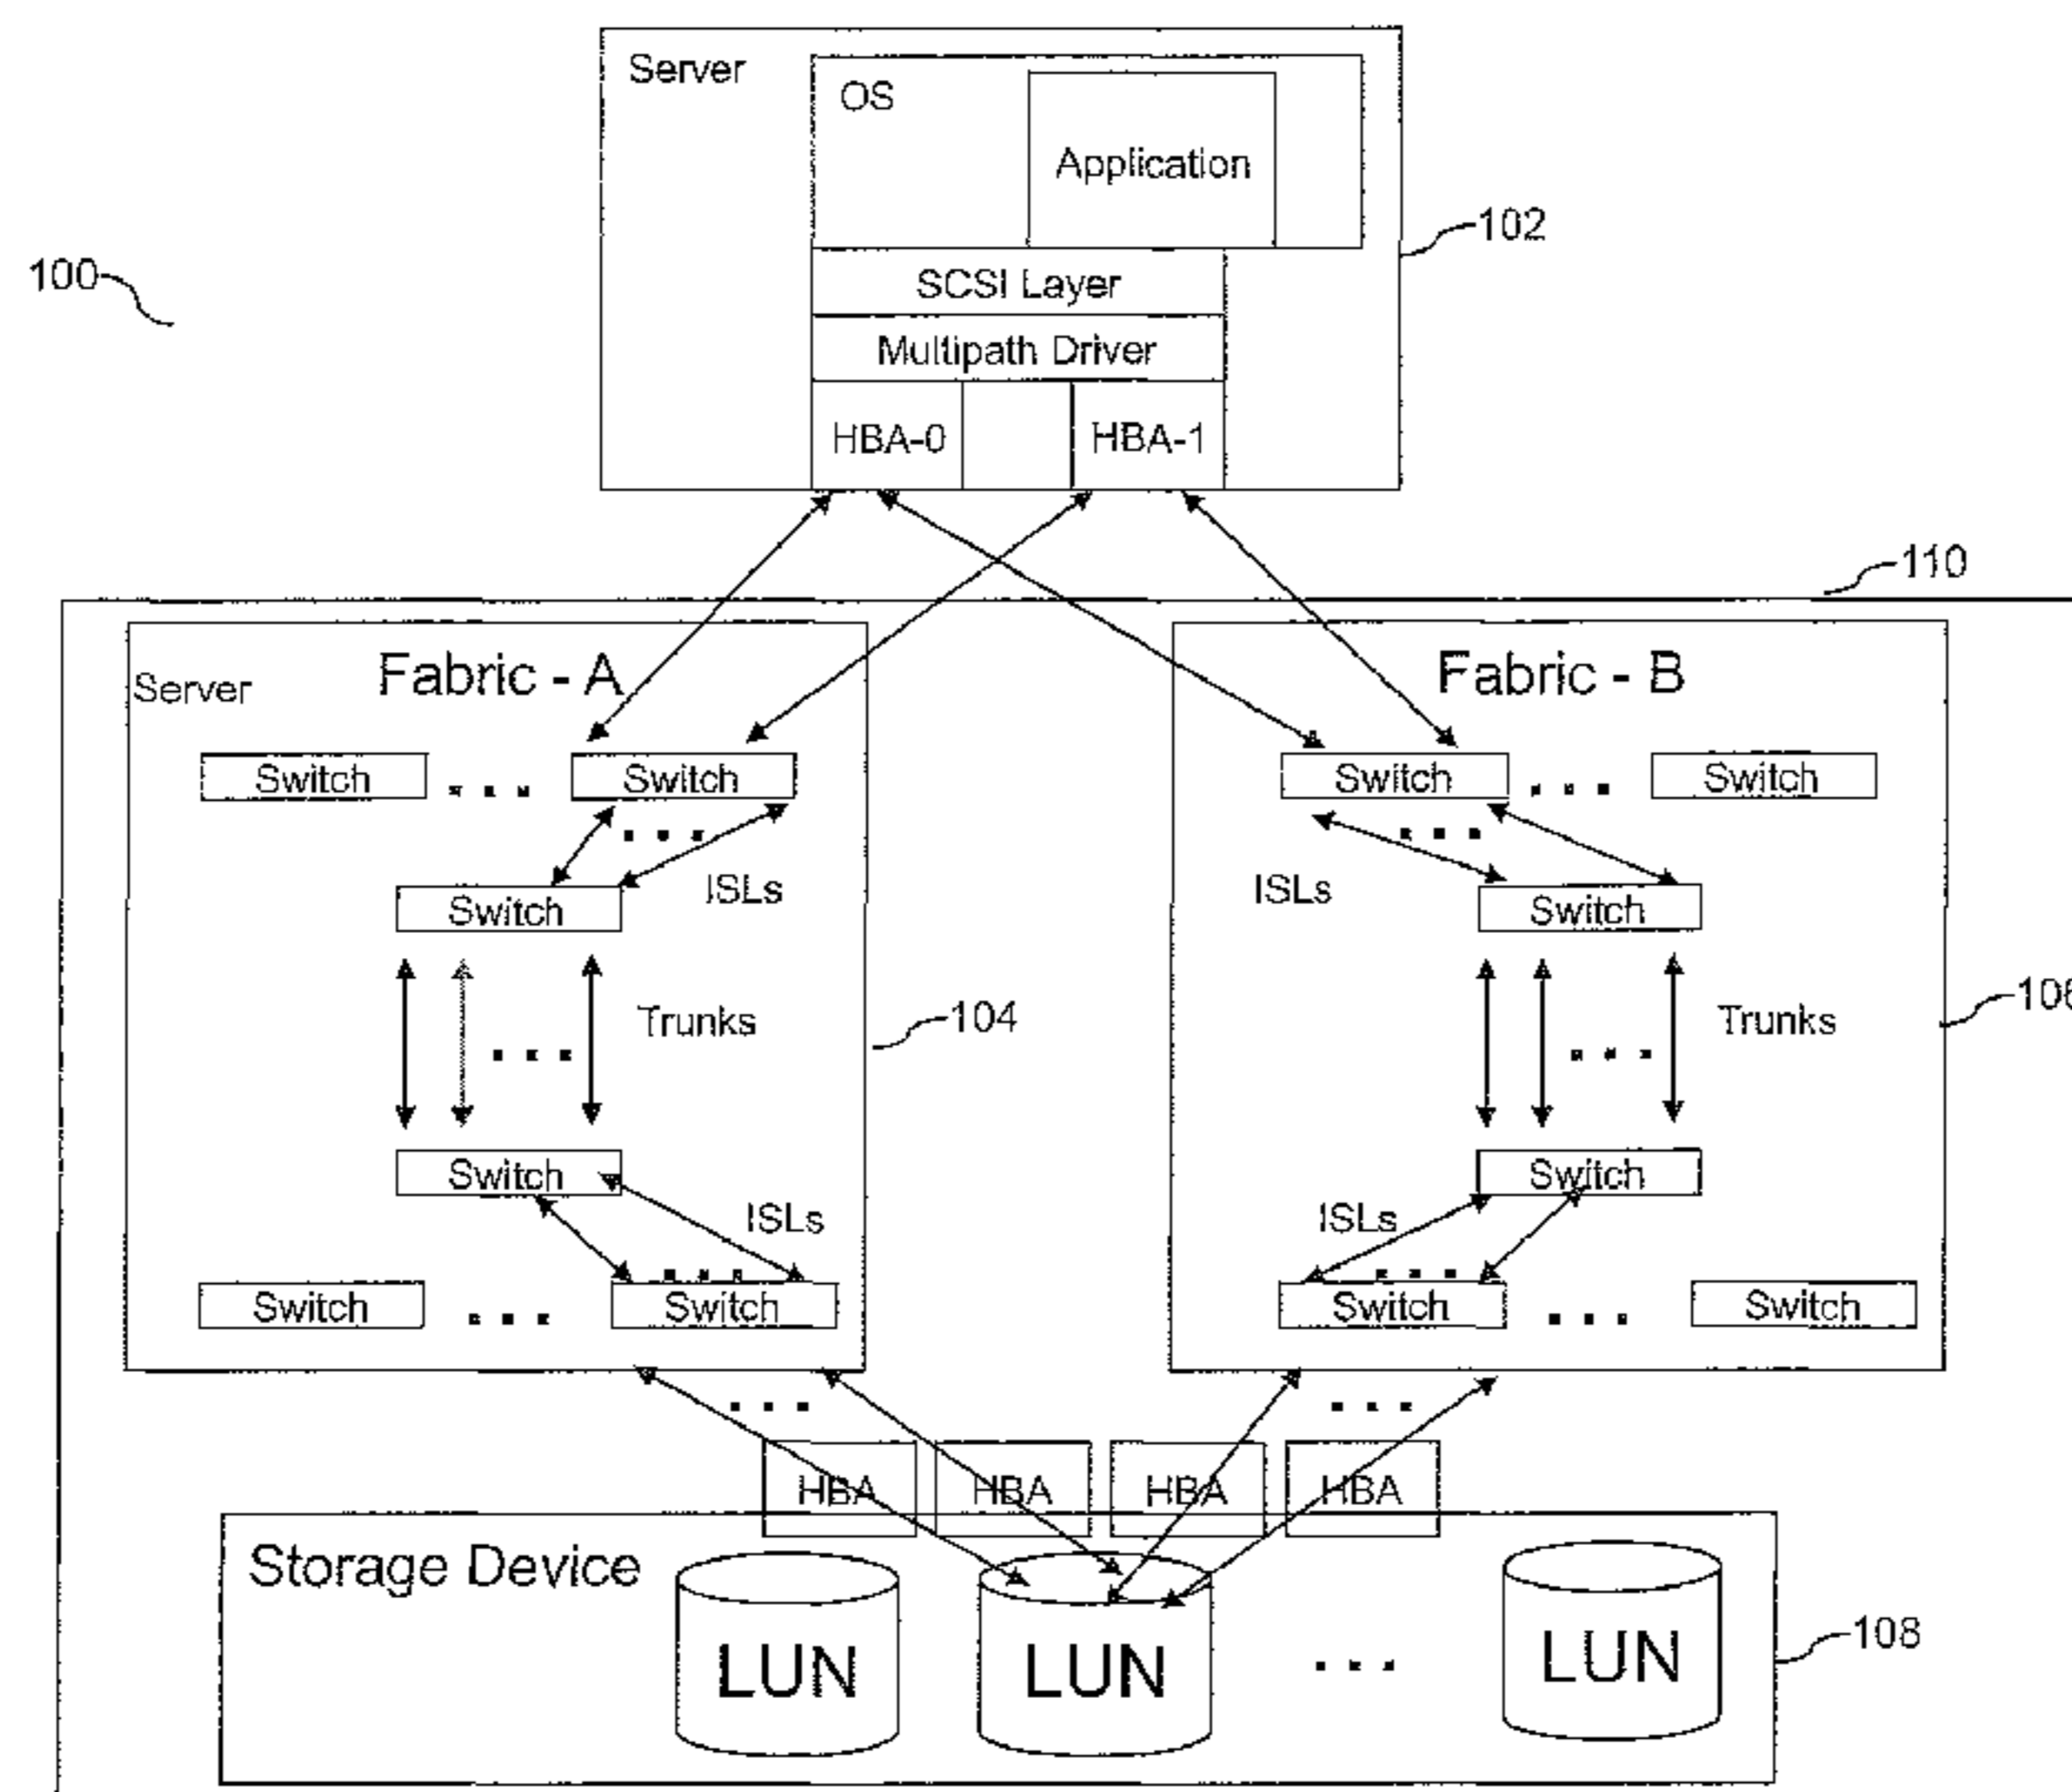 Server
OS
Application
102
100
SCSI Layer
Multipath Driver
HBA-0
HBA-1
110
Server
Fabric - A
Fabric - B
Switch
Switch
Switch
Switch
ISLs
ISLs
Switch
Switch
Trunks
104
Trunks
106
Switch
Switch
ISLs
ISLs
Switch
Switch
Switch
Switch
HBA
HBA
HBA
HBA
Storage Device
LUN
LUN
LUN
108